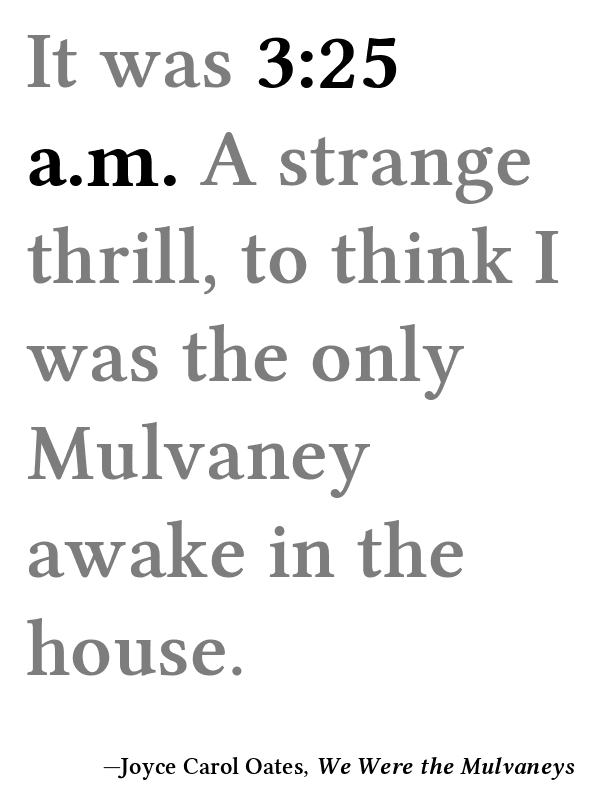 It was 3:25
a.m. A strange
thrill, to think I
was the only
Mulvaney
awake in the
house.
—Joyce Carol Oates, We Were the Mulvaneys